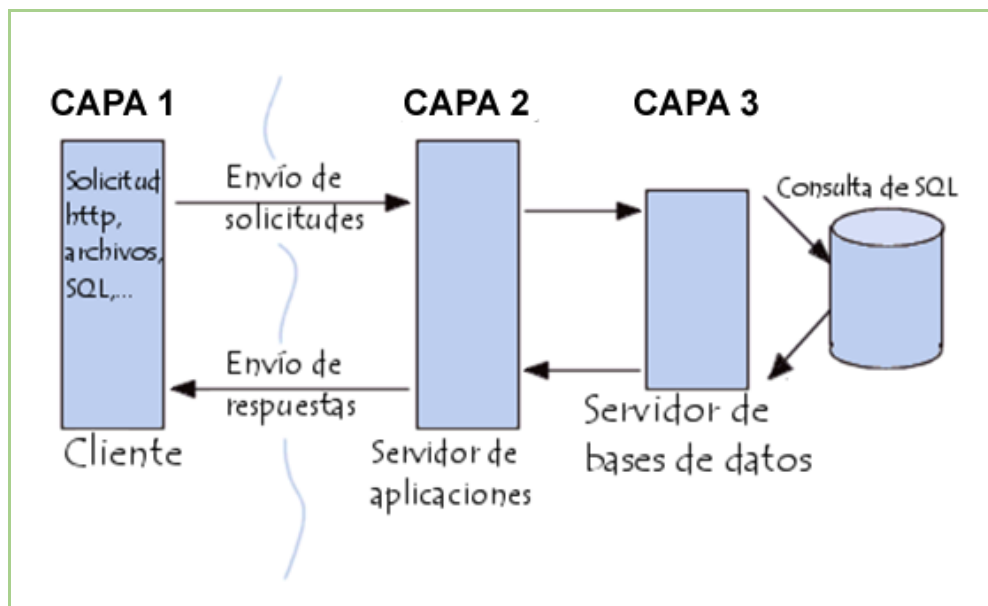 CAPA 1
CAPA 2
CAPA 3
Solicitud
http,
archivos,
SQL,...
Envío de
solicitudes
Consulta de SQL
Envío de
respuestas
Cliente
Servidor de
aplicaciones
Servidor de
bases de datos